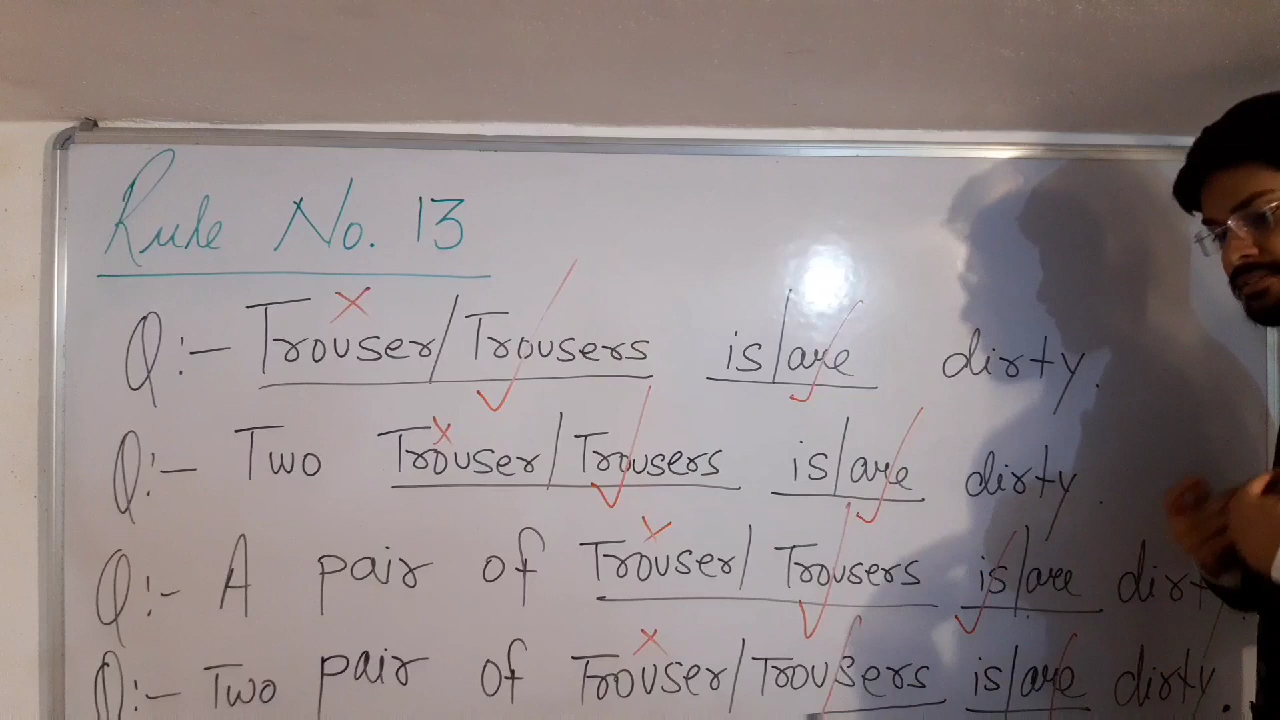 Rule No. 13
Q:- Trouser/Trousers is/are dirty.
Q:- Two Trouser/Trousers is/are dirty.
Q:- A pair of Trouser/Trousers is/are dirty.
Q:- Two pair of Trouser/Trousers is/are dirty.